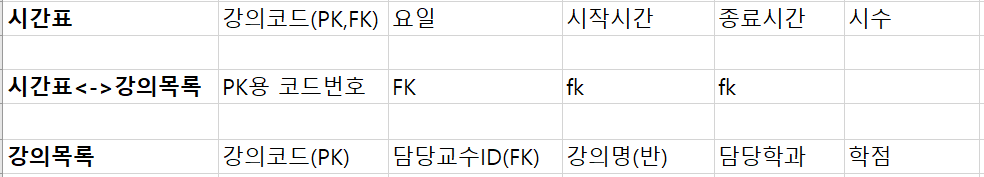 시간표 강의코드(PK,FK) 요일 시작시간 종료시간 시수
시간표<->강의목록 PK용 코드번호 FK fk fk
강의목록 강의코드(PK) 담당교수ID(FK) 강의명(반) 담당학과 학점